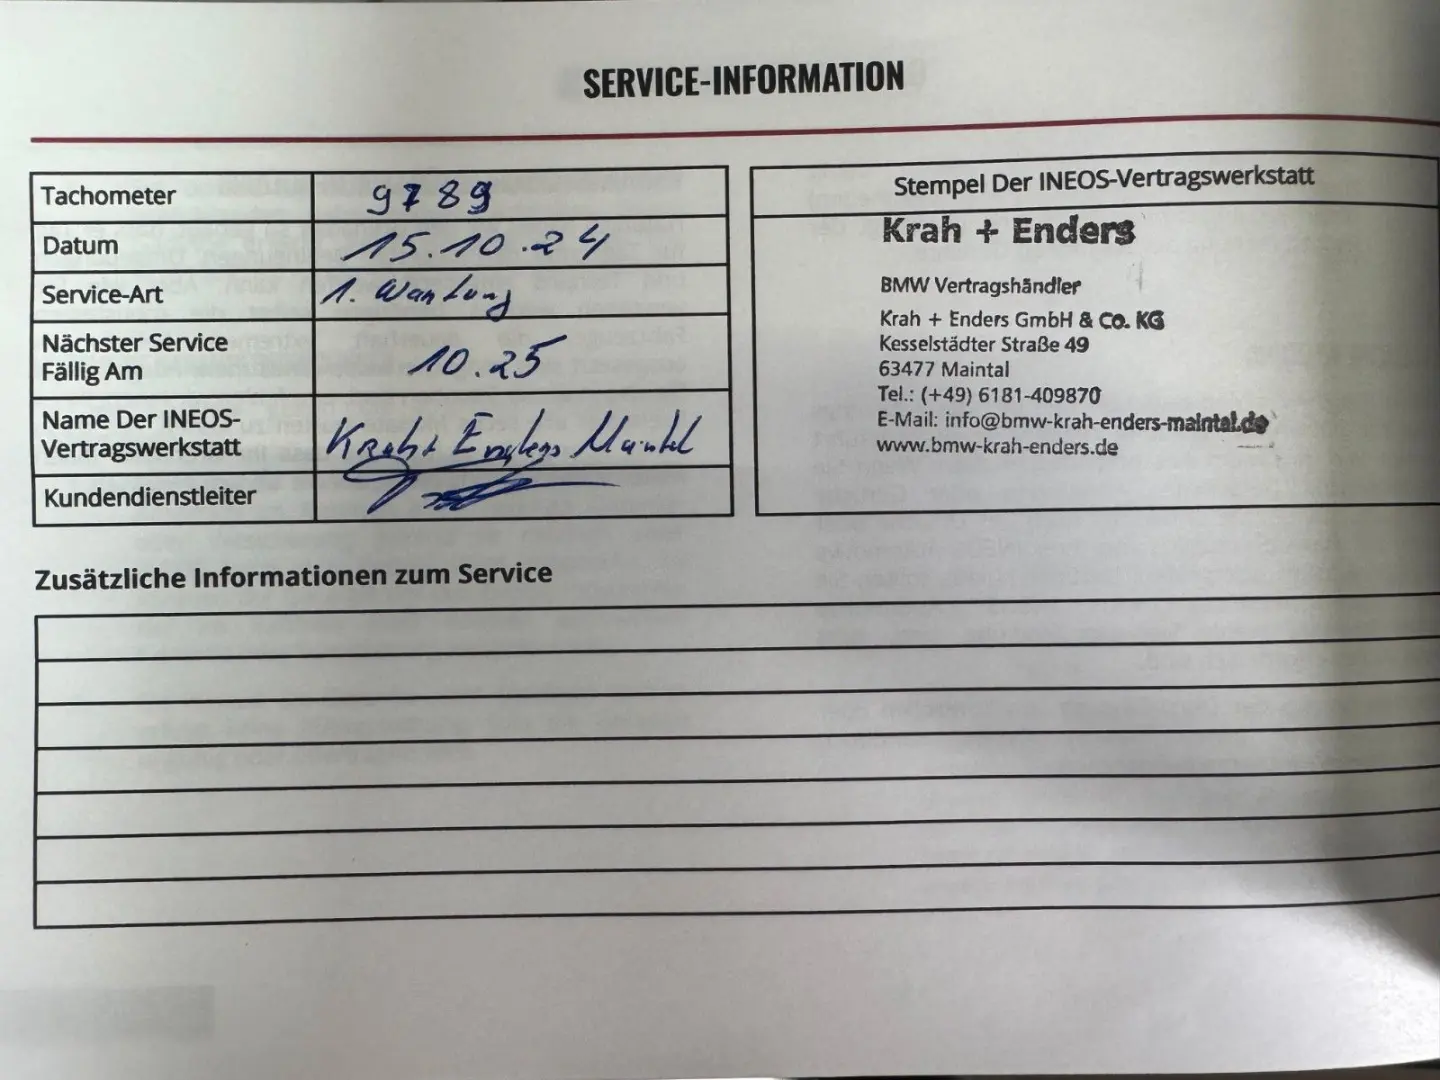 SERVICE-INFORMATION
Tachometer 9789
Datum 15.10.24
Service-Art 1. Wartung
Nächster Service
Fällig Am 10.25
Name Der INEOS-
Vertragswerkstatt Krah+ Enders Maintal
Kundendienstleiter
Stempel Der INEOS-Vertragswerkstatt
Krah + Enders
BMW Vertragshändler
Krah + Enders GmbH & Co. KG
Kesselstädter Straße 49
63477 Maintal
Tel.: (+49) 6181-409870
E-Mail: info@bmw-krah-enders-maintal.de
www.bmw-krah-enders.de
Zusätzliche Informationen zum Service